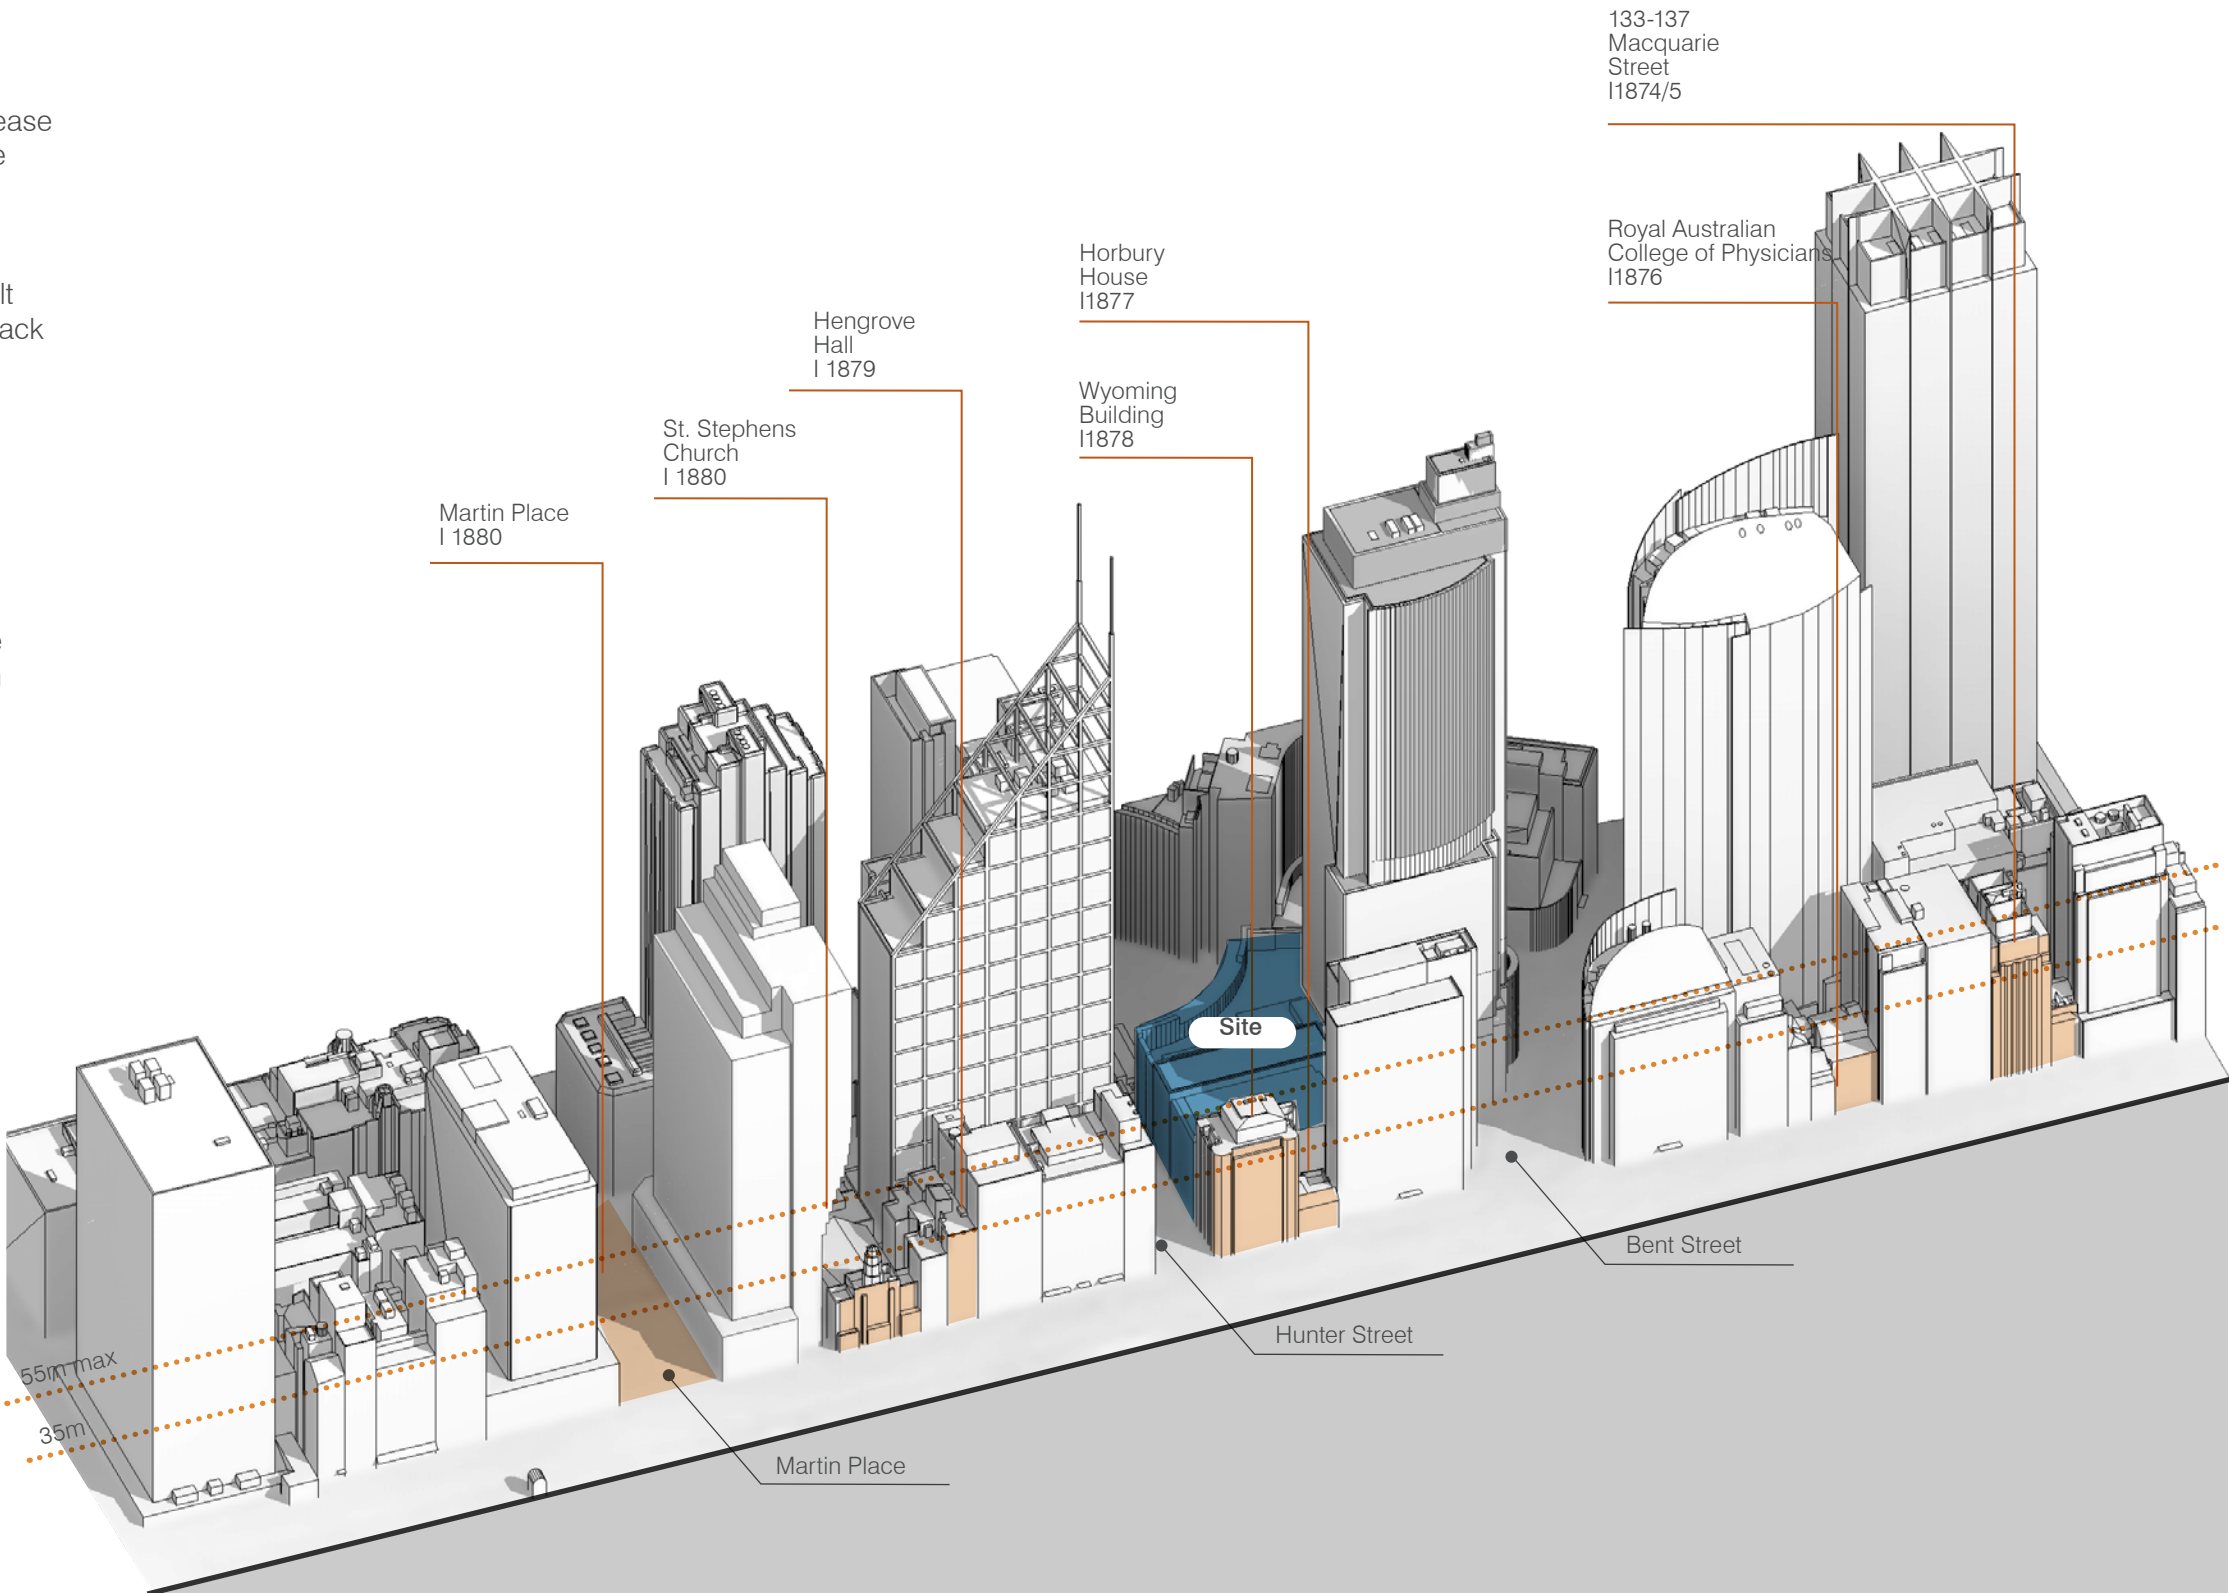 133-137
Macquarie
Street
I1874/5
Royal Australian
College of Physicians
I1876
Horbury
House
I1877
Hengrove
Hall
I 1879
Wyoming
Building
I1878
St. Stephens
Church
I 1880
Martin Place
I 1880
Site
Bent Street
Hunter Street
Martin Place
55m max
35m